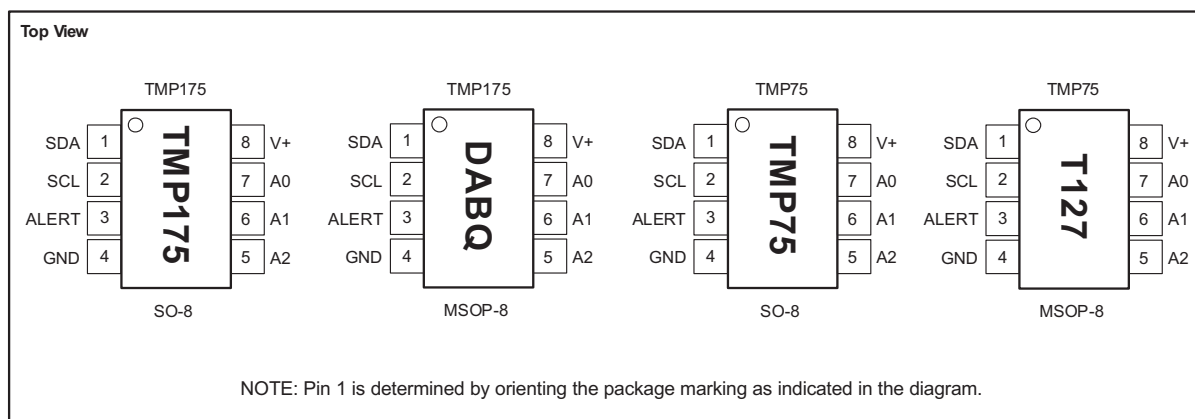 Top View
TMP175
SDA 1 8 V+
SCL 2 7 A0
ALERT 3 6 A1
GND 4 5 A2
TMP175
SO-8
TMP175
SDA 1 8 V+
SCL 2 7 A0
ALERT 3 6 A1
GND 4 5 A2
DABQ
MSOP-8
TMP75
SDA 1 8 V+
SCL 2 7 A0
ALERT 3 6 A1
GND 4 5 A2
TMP75
SO-8
TMP75
SDA 1 8 V+
SCL 2 7 A0
ALERT 3 6 A1
GND 4 5 A2
T127
MSOP-8
NOTE: Pin 1 is determined by orienting the package marking as indicated in the diagram.